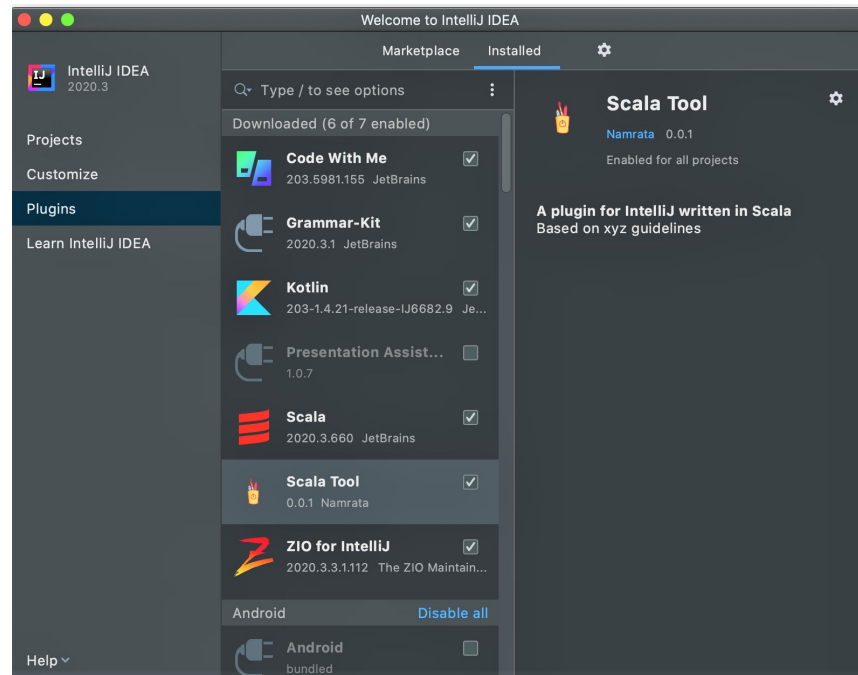 Welcome to IntelliJ IDEA
IJ
IntelliJ IDEA
2020.3
Projects
Customize
Plugins
Learn IntelliJ IDEA
Help
Marketplace Installed
Type / to see options
Downloaded (6 of 7 enabled)
Code With Me
203.5981.155 JetBrains
Grammar-Kit
2020.3.1 JetBrains
Kotlin
203-1.4.21-release-IJ6682.9 Je...
Presentation Assist...
1.0.7
Scala
2020.3.660 JetBrains
Scala Tool
0.0.1 Namrata
ZIO for IntelliJ
2020.3.3.1.112 The ZIO Maintain...
Android Disable all
Android
bundled
Scala Tool
Namrata 0.0.1
Enabled for all projects
A plugin for IntelliJ written in Scala
Based on xyz guidelines